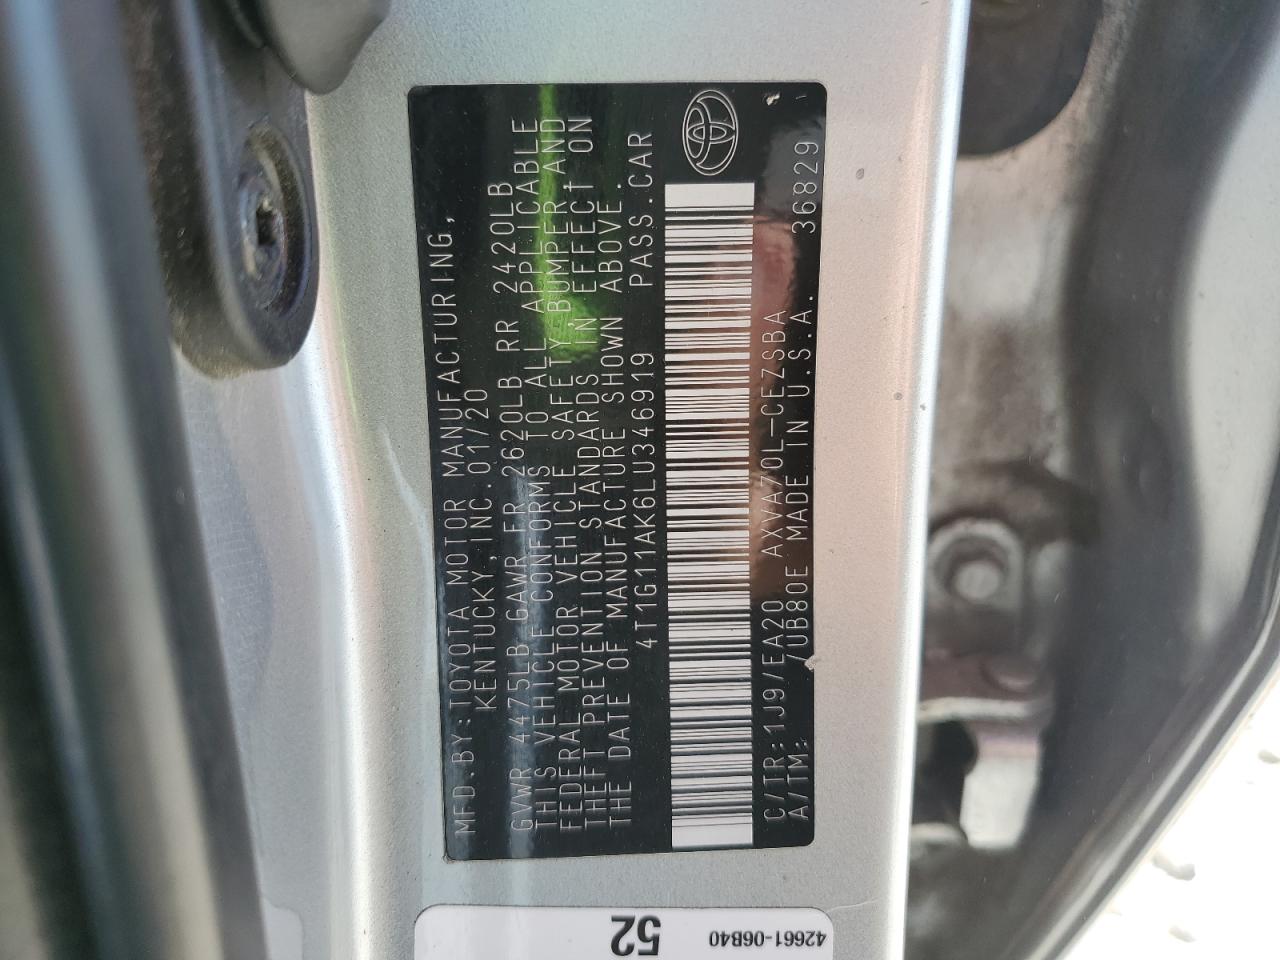 MFD.BY:TOYOTA MOTOR MANUFACTURING,
KENTUCKY,INC.01/20
GVWR 4475LB GAWR FR 2620LB RR 2420LB
THIS VEHICLE CONFORMS TO ALL APPLICABLE
FEDERAL MOTOR VEHICLE SAFETY,BUMPER,AND
THEFT PREVENTION STANDARDS IN EFFECT ON
THE DATE OF MANUFACTURE SHOWN ABOVE.
4T1G11AK6LU346919 PASS.CAR
C/TR:1J9/EA20 AXVA70L-CEZSBA
A/TM: /UB80E MADE IN U.S.A. 36829
52
42661-06B40